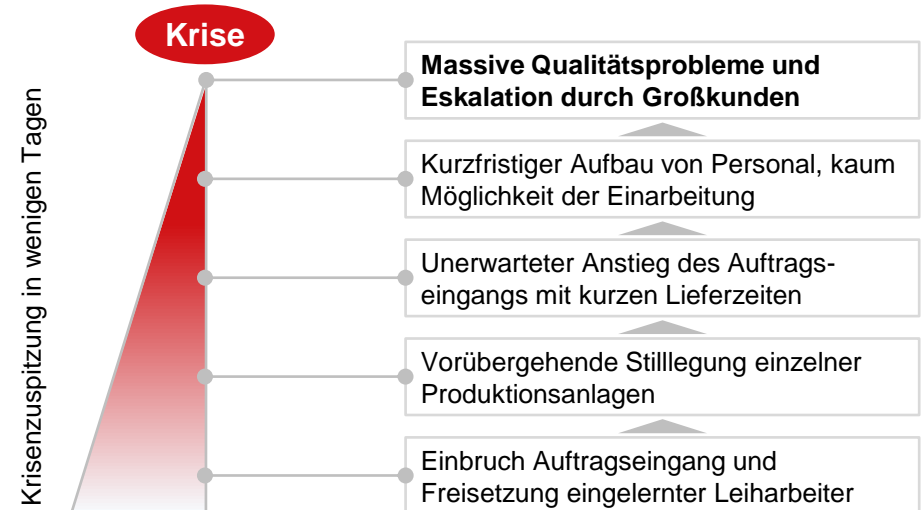 Krise
Krisenzuspitzung in wenigen Tagen
Massive Qualitätsprobleme und
Eskalation durch Großkunden
Kurzfristiger Aufbau von Personal, kaum
Möglichkeit der Einarbeitung
Unerwarteter Anstieg des Auftrags-
eingangs mit kurzen Lieferzeiten
Vorübergehende Stilllegung einzelner
Produktionsanlagen
Einbruch Auftragseingang und
Freisetzung eingelernter Leiharbeiter